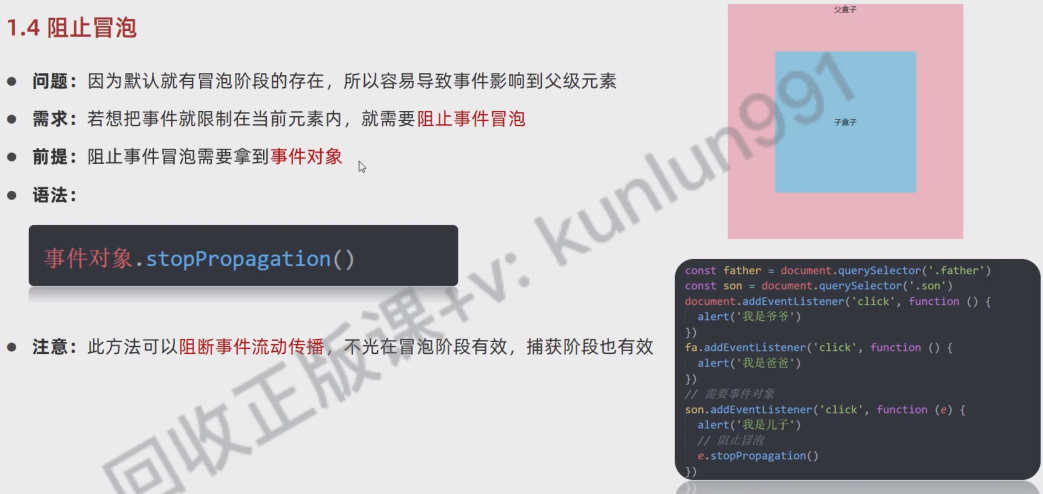 1.4 阻止冒泡
问题：因为默认就有冒泡阶段的存在，所以容易导致事件影响到父级元素
需求：若想把事件就限制在当前元素内，就需要阻止事件冒泡
前提：阻止事件冒泡需要拿到事件对象
语法：
事件对象.stopPropagation()
注意：此方法可以阻断事件流动传播，不光在冒泡阶段有效，捕获阶段也有效
父盒子
子盒子
const father = document.querySelector('.father')
const son = document.querySelector('.son')
document.addEventListener('click', function () {
alert('我是爷爷')
})
fa.addEventListener('click', function () {
alert('我是爸爸')
})
// 需要事件对象
son.addEventListener('click', function (e) {
alert('我是儿子')
// 阻止冒泡
e.stopPropagation()
})
回收正版课+v: kunlun991